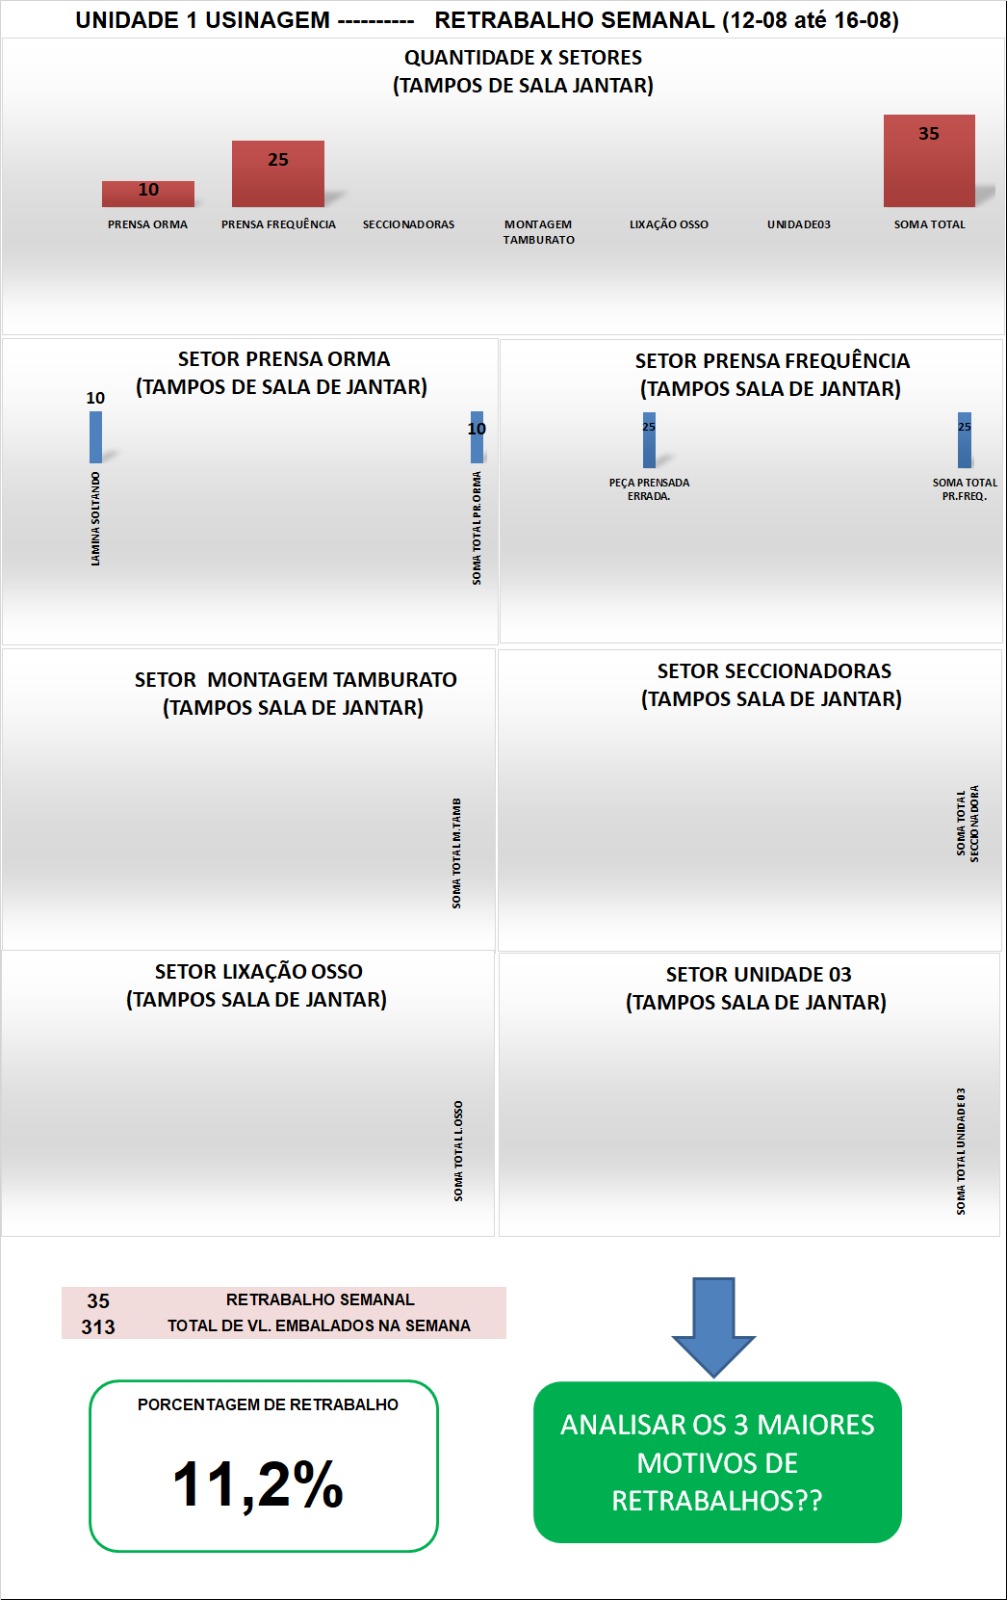 UNIDADE 1 USINAGEM ---------- RETRABALHO SEMANAL (12-08 até 16-08)
QUANTIDADE X SETORES
(TAMPOS DE SALA JANTAR)
10
25
35
PRENSA ORMA
PRENSA FREQUÊNCIA
SECCIONADORAS
MONTAGEM
TAMBURATO
LIXAÇÃO OSSO
UNIDADE03
SOMA TOTAL
SETOR PRENSA ORMA
(TAMPOS DE SALA DE JANTAR)
10
10
LAMINA SOLTANDO
SOMA TOTAL PR.ORMA
SETOR PRENSA FREQUÊNCIA
(TAMPOS SALA DE JANTAR)
25
25
PEÇA PRENSADA
ERRADA.
SOMA TOTAL
PR.FREQ.
SETOR MONTAGEM TAMBURATO
(TAMPOS SALA DE JANTAR)
SOMA TOTAL M.TAMB
SETOR SECCIONADORAS
(TAMPOS SALA DE JANTAR)
SOMA TOTAL
SECCIONADORA
SETOR LIXAÇÃO OSSO
(TAMPOS SALA DE JANTAR)
SOMA TOTAL L.OSSO
SETOR UNIDADE 03
(TAMPOS SALA DE JANTAR)
SOMA TOTAL UNIDADE 03
35 RETRABALHO SEMANAL
313 TOTAL DE VL. EMBALADOS NA SEMANA
PORCENTAGEM DE RETRABALHO
11,2%
ANALISAR OS 3 MAIORES
MOTIVOS DE
RETRABALHOS??